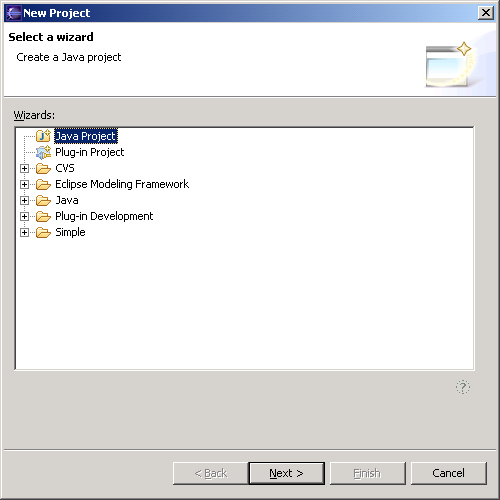 New Project
Select a wizard
Create a Java project
Wizards:
Java Project
Plug-in Project
CVS
Eclipse Modeling Framework
Java
Plug-in Development
Simple
?
< Back
Next >
Finish
Cancel